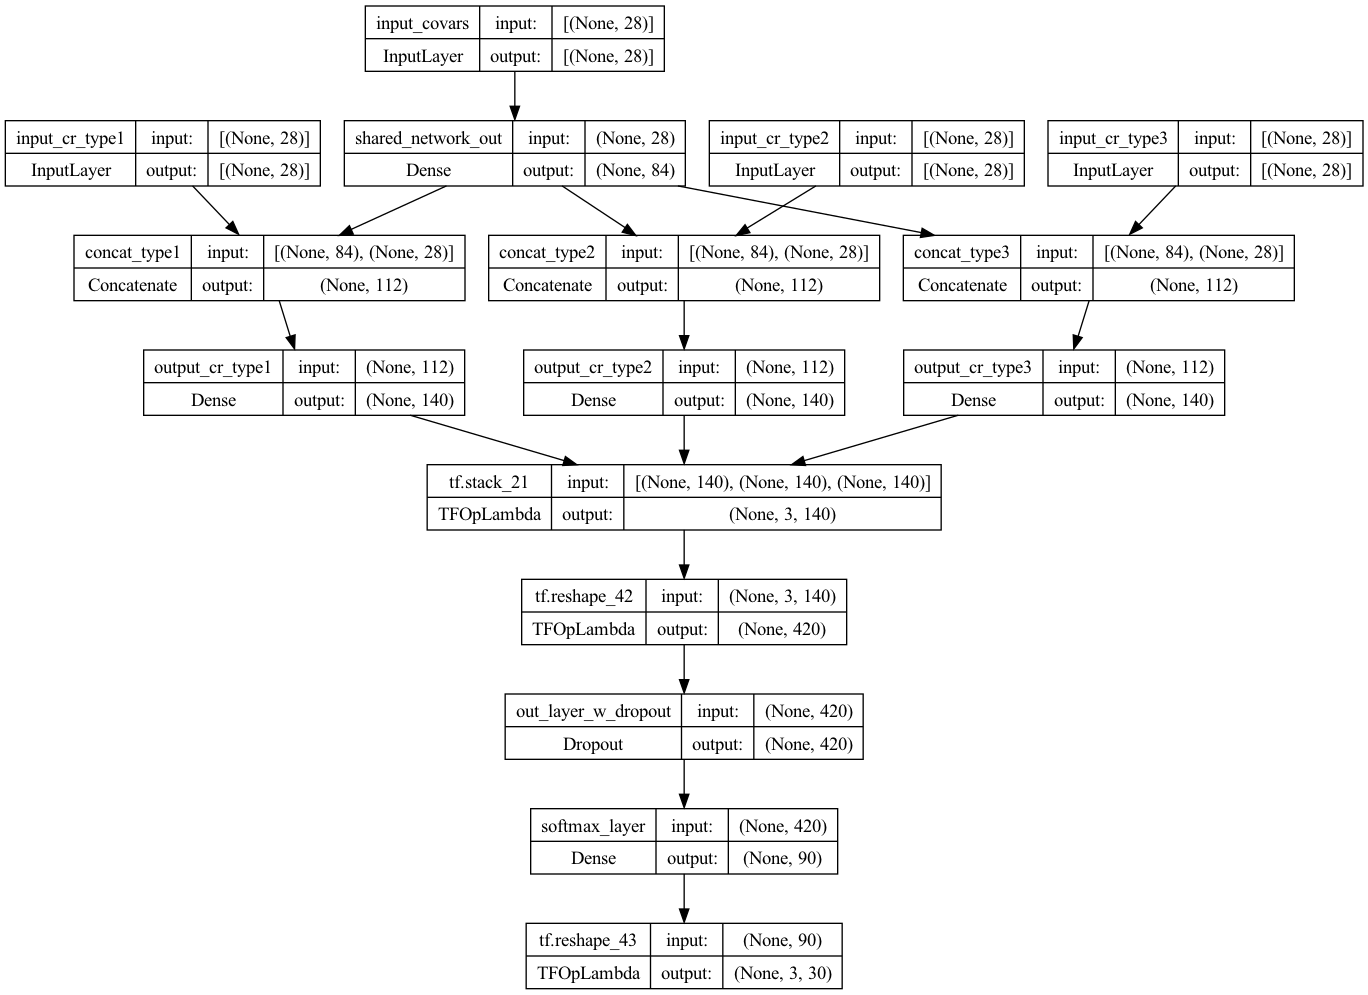 input_covars input: [(None, 28)]
InputLayer output: [(None, 28)]
input_cr_type1 input: [(None, 28)]
InputLayer output: [(None, 28)]
shared_network_out input: (None, 28)
Dense output: (None, 84)
input_cr_type2 input: [(None, 28)]
InputLayer output: [(None, 28)]
input_cr_type3 input: [(None, 28)]
InputLayer output: [(None, 28)]
concat_type1 input: [(None, 84), (None, 28)]
Concatenate output: (None, 112)
concat_type2 input: [(None, 84), (None, 28)]
Concatenate output: (None, 112)
concat_type3 input: [(None, 84), (None, 28)]
Concatenate output: (None, 112)
output_cr_type1 input: (None, 112)
Dense output: (None, 140)
output_cr_type2 input: (None, 112)
Dense output: (None, 140)
output_cr_type3 input: (None, 112)
Dense output: (None, 140)
tf.stack_21 input: [(None, 140), (None, 140), (None, 140)]
TFOpLambda output: (None, 3, 140)
tf.reshape_42 input: (None, 3, 140)
TFOpLambda output: (None, 420)
out_layer_w_dropout input: (None, 420)
Dropout output: (None, 420)
softmax_layer input: (None, 420)
Dense output: (None, 90)
tf.reshape_43 input: (None, 90)
TFOpLambda output: (None, 3, 30)